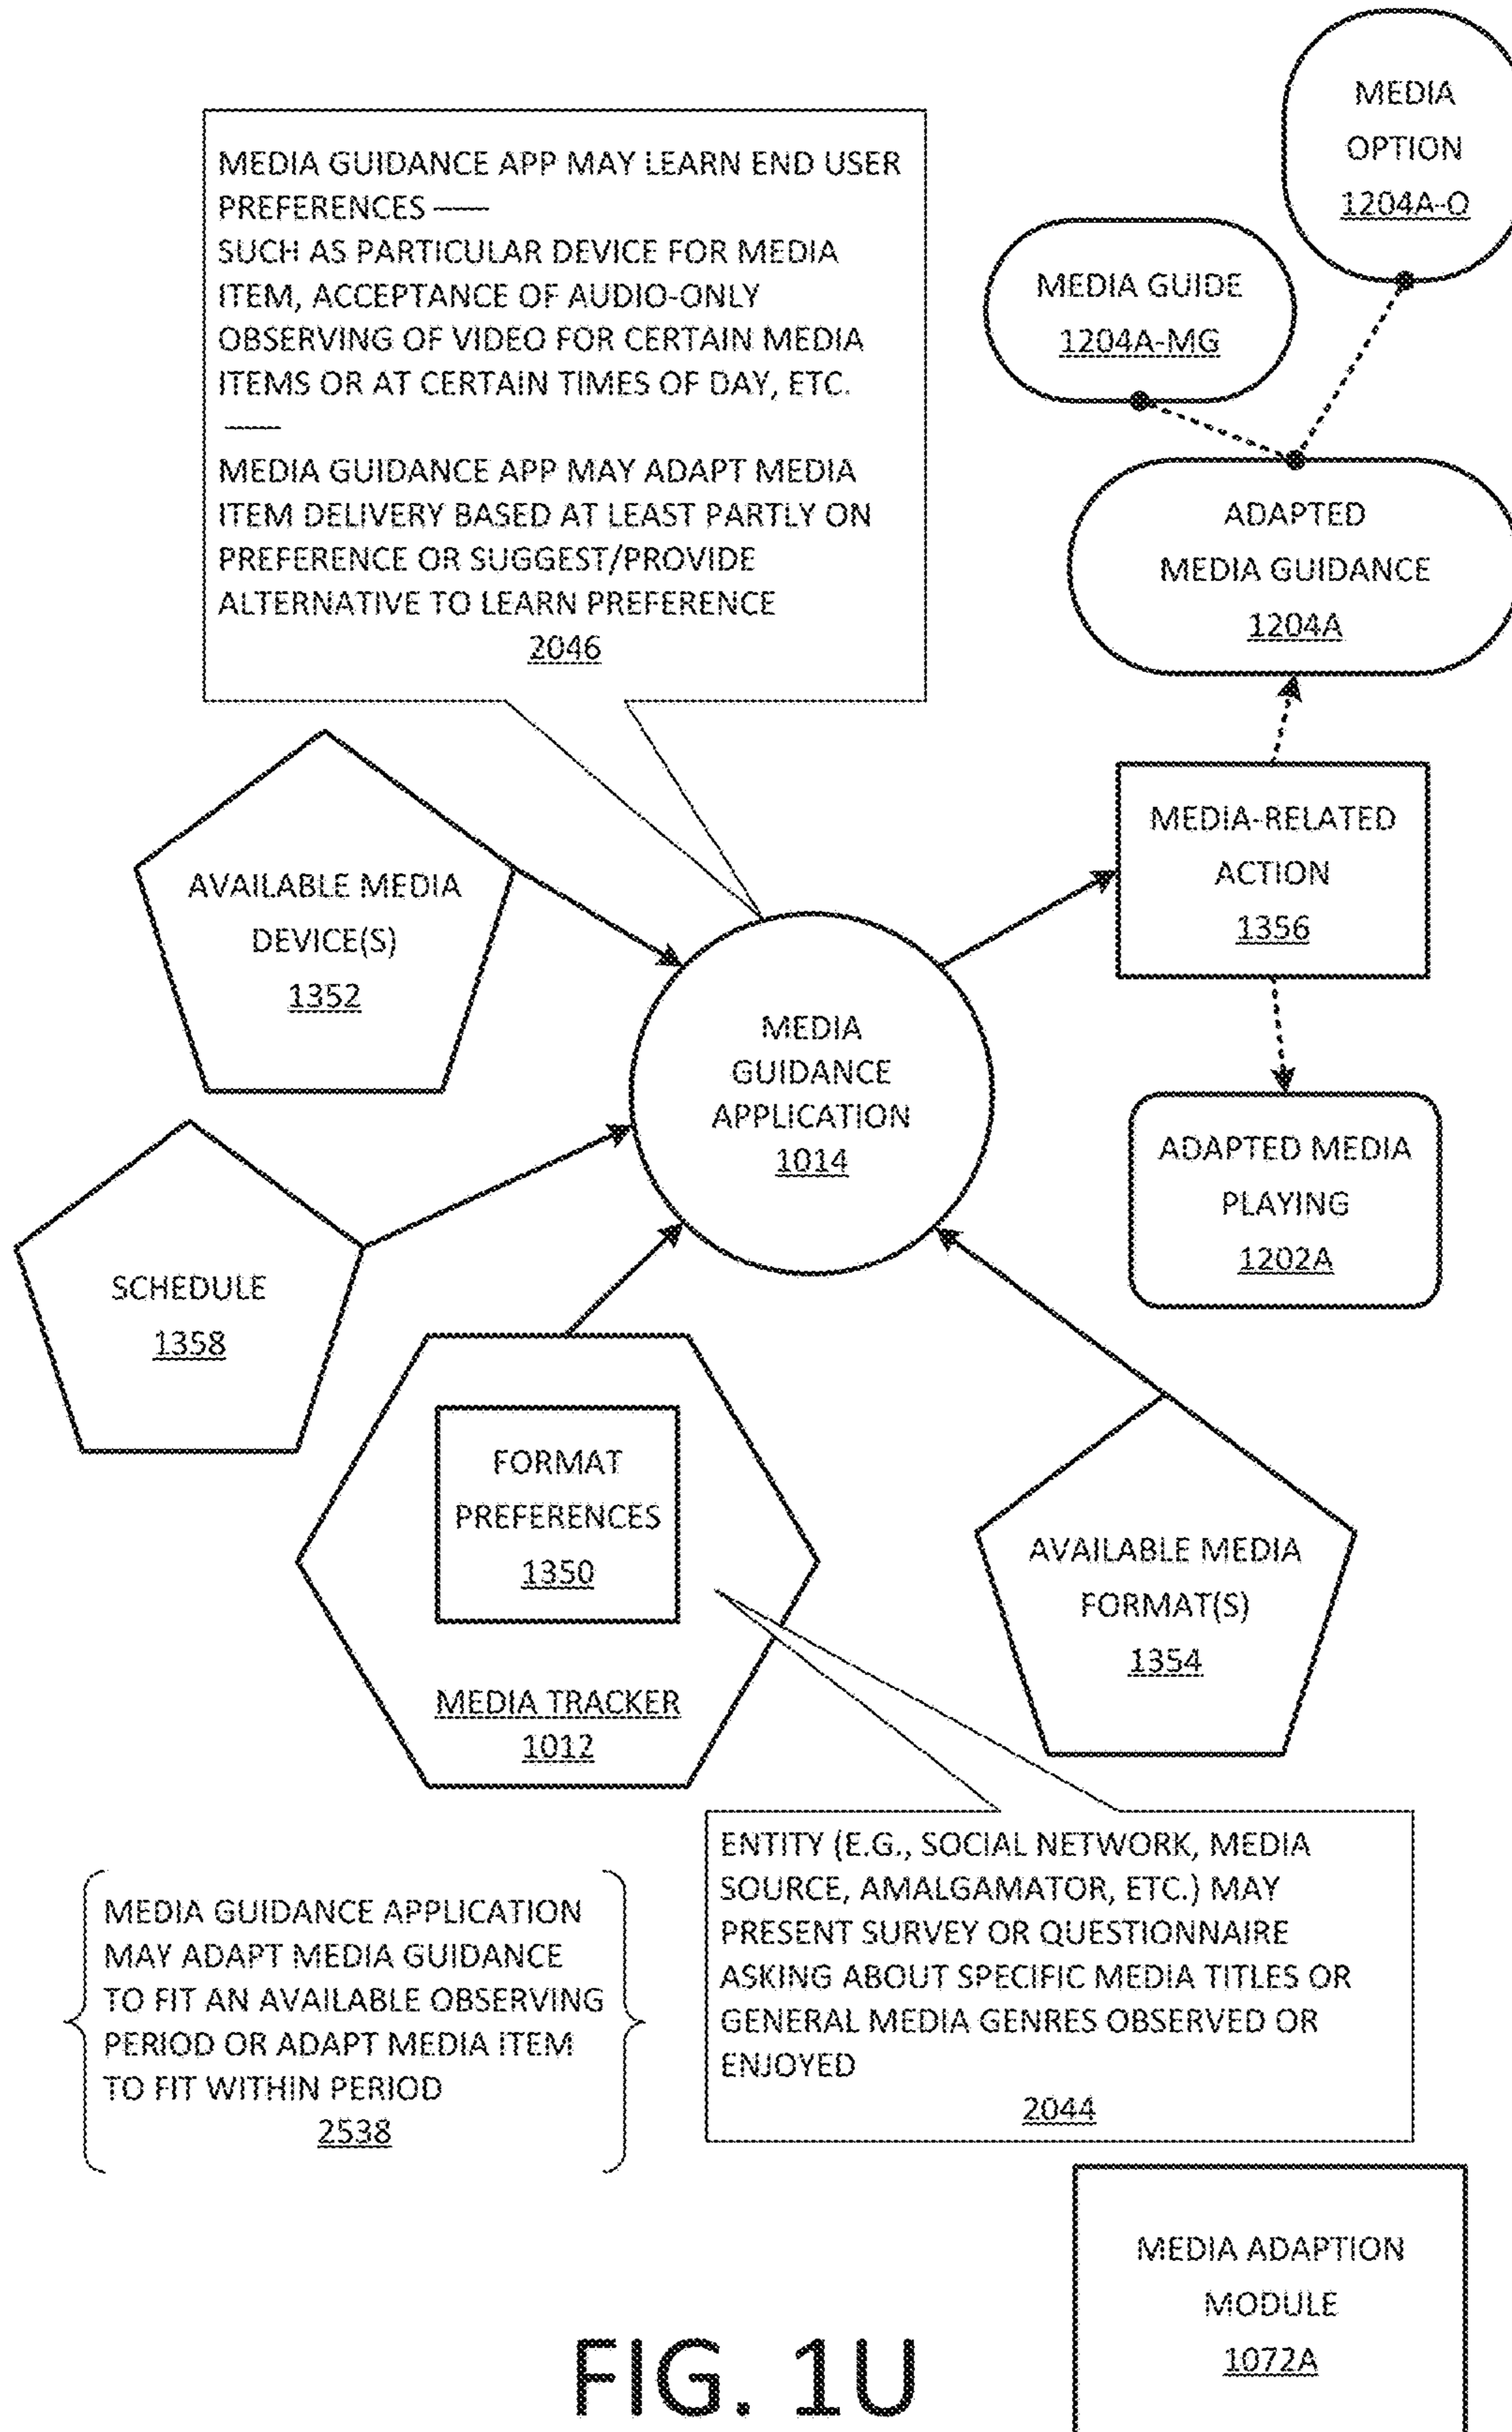 MEDIA
OPTION
1204A-O
MEDIA GUIDANCE APP MAY LEARN END USER
PREFERENCES ——
SUCH AS PARTICULAR DEVICE FOR MEDIA
ITEM, ACCEPTANCE OF AUDIO-ONLY
OBSERVING OF VIDEO FOR CERTAIN MEDIA
ITEMS OR AT CERTAIN TIMES OF DAY, ETC.
——
MEDIA GUIDANCE APP MAY ADAPT MEDIA
ITEM DELIVERY BASED AT LEAST PARTLY ON
PREFERENCE OR SUGGEST/PROVIDE
ALTERNATIVE TO LEARN PREFERENCE
2046
MEDIA GUIDE
1204A-MG
ADAPTED
MEDIA GUIDANCE
1204A
AVAILABLE MEDIA
DEVICE(S)
1352
MEDIA-RELATED
ACTION
1356
MEDIA
GUIDANCE
APPLICATION
1014
ADAPTED MEDIA
PLAYING
1202A
SCHEDULE
1358
FORMAT
PREFERENCES
1350
MEDIA TRACKER
1012
AVAILABLE MEDIA
FORMAT(S)
1354
MEDIA GUIDANCE APPLICATION
MAY ADAPT MEDIA GUIDANCE
TO FIT AN AVAILABLE OBSERVING
PERIOD OR ADAPT MEDIA ITEM
TO FIT WITHIN PERIOD
2538
ENTITY (E.G., SOCIAL NETWORK, MEDIA
SOURCE, AMALGAMATOR, ETC.) MAY
PRESENT SURVEY OR QUESTIONNAIRE
ASKING ABOUT SPECIFIC MEDIA TITLES OR
GENERAL MEDIA GENRES OBSERVED OR
ENJOYED
2044
MEDIA ADAPTION
MODULE
1072A
FIG. 1U